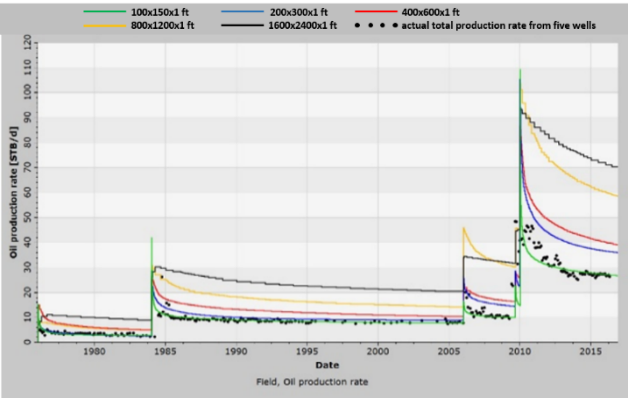 100x150x1 ft 200x300x1 ft 400x600x1 ft
800x1200x1 ft 1600x2400x1 ft actual total production rate from five wells
120
110
100
90
80
70
60
50
40
30
20
10
0
Oil production rate [STB/d]
1980 1985 1990 1995 2000 2005 2010 2015
Date
Field, Oil production rate